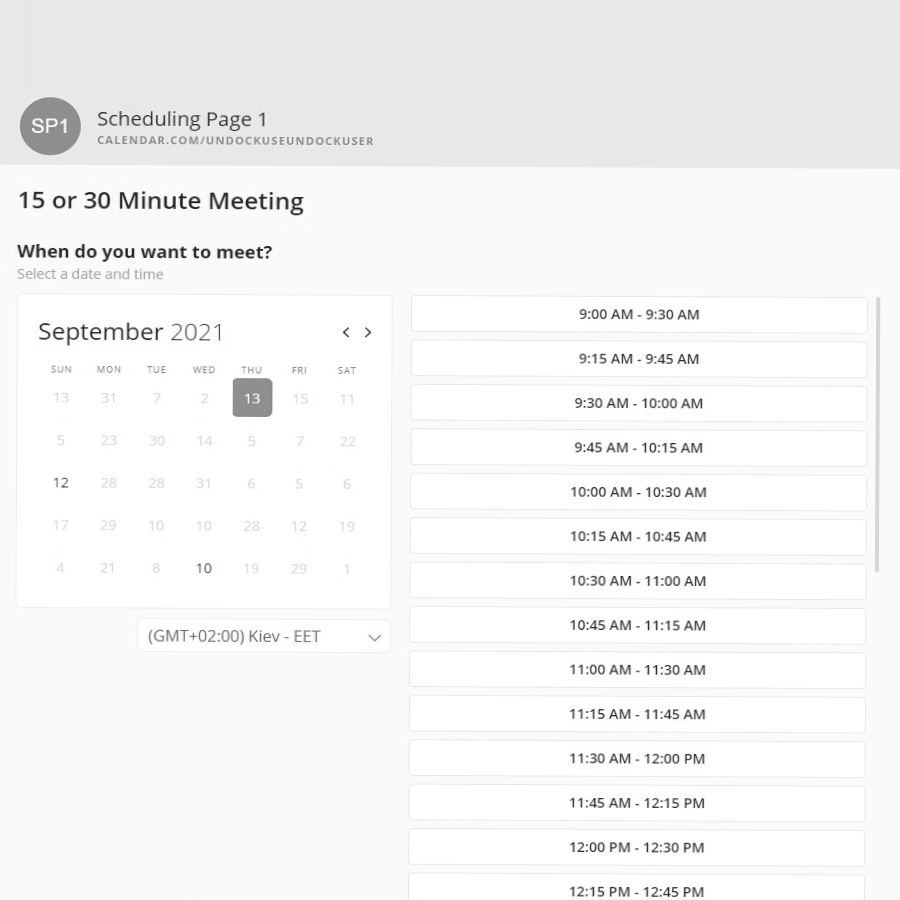 SP1
Scheduling Page 1
CALENDAR.COM/UNDOCKUSEUNDOCKUSER
15 or 30 Minute Meeting
When do you want to meet?
Select a date and time
September 2021
SUN MON TUE WED THU FRI SAT
13 31 7 2 13 15 11
5 23 30 14 5 7 22
12 28 28 31 6 5 6
17 29 10 10 28 12 19
4 21 8 10 19 29 1
(GMT+02:00) Kiev - EET
9:00 AM - 9:30 AM
9:15 AM - 9:45 AM
9:30 AM - 10:00 AM
9:45 AM - 10:15 AM
10:00 AM - 10:30 AM
10:15 AM - 10:45 AM
10:30 AM - 11:00 AM
10:45 AM - 11:15 AM
11:00 AM - 11:30 AM
11:15 AM - 11:45 AM
11:30 AM - 12:00 PM
11:45 AM - 12:15 PM
12:00 PM - 12:30 PM
12:15 PM - 12:45 PM